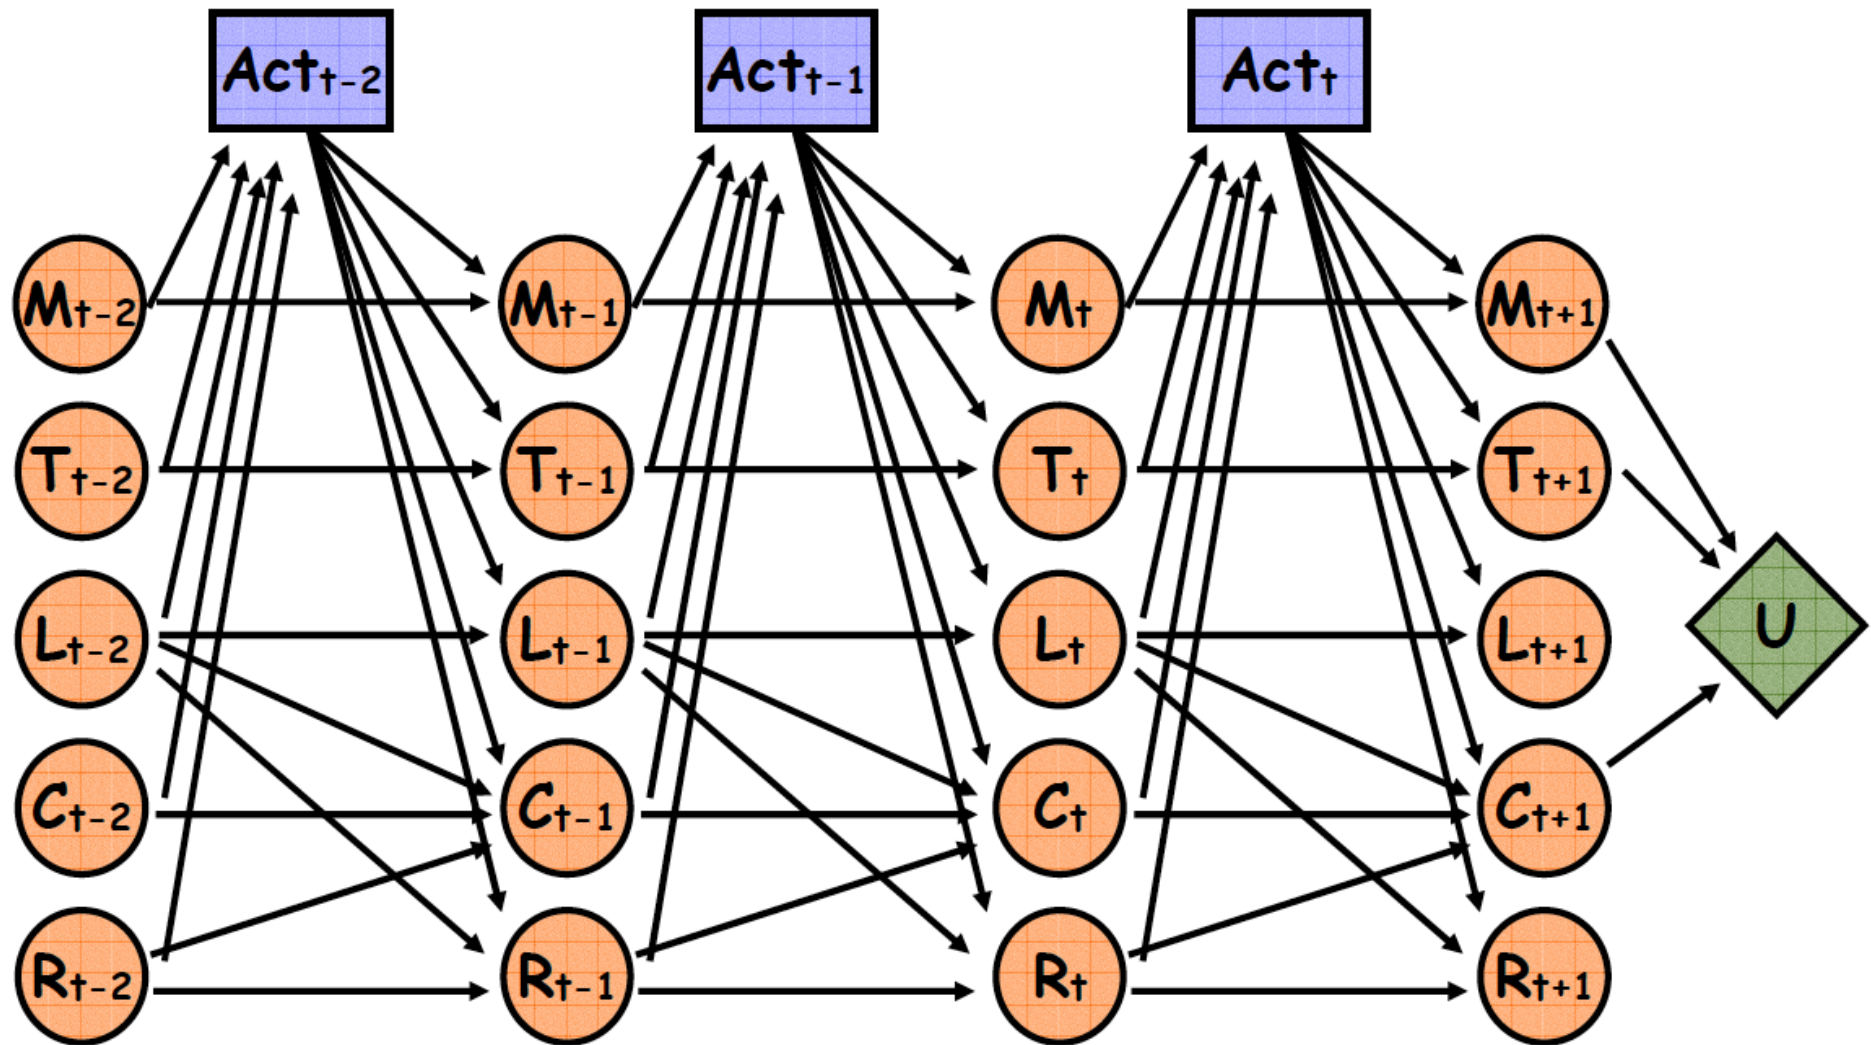 Actt-2 Actt-1 Actt
Mt-2 Mt-1 Mt Mt+1
Tt-2 Tt-1 Tt Tt+1
Lt-2 Lt-1 Lt Lt+1
U
Ct-2 Ct-1 Ct Ct+1
Rt-2 Rt-1 Rt Rt+1